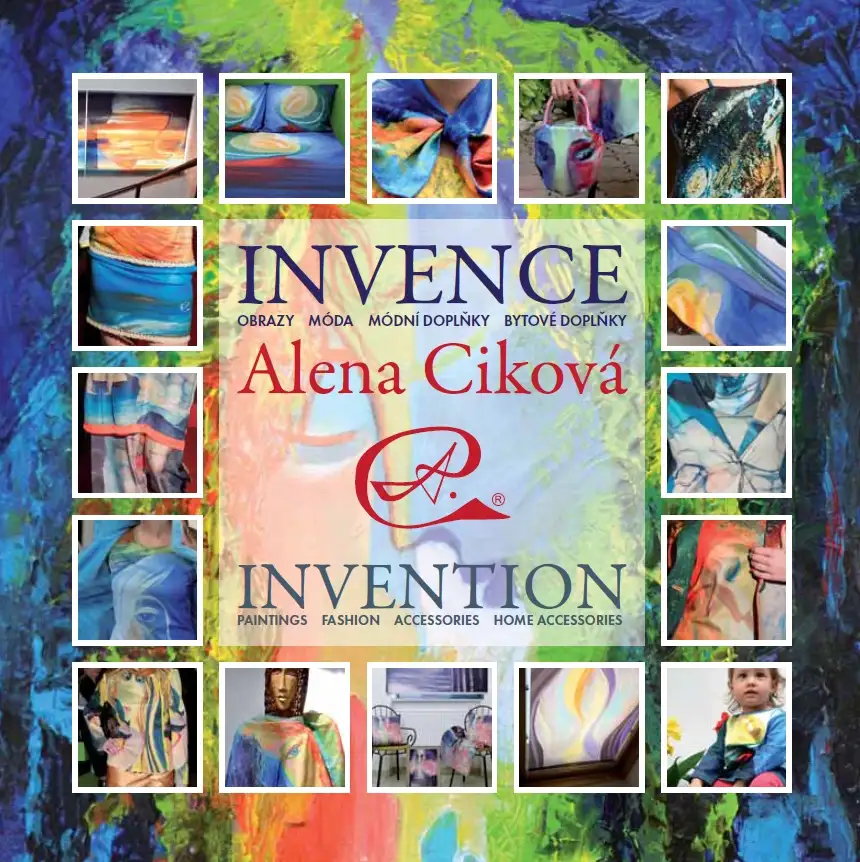 INVENCE
OBRAZY MÓDA MÓDNÍ DOPLŇKY BYTOVÉ DOPLŇKY
Alena Ciková
A.
®
INVENTION
PAINTINGS FASHION ACCESSORIES HOME ACCESSORIES